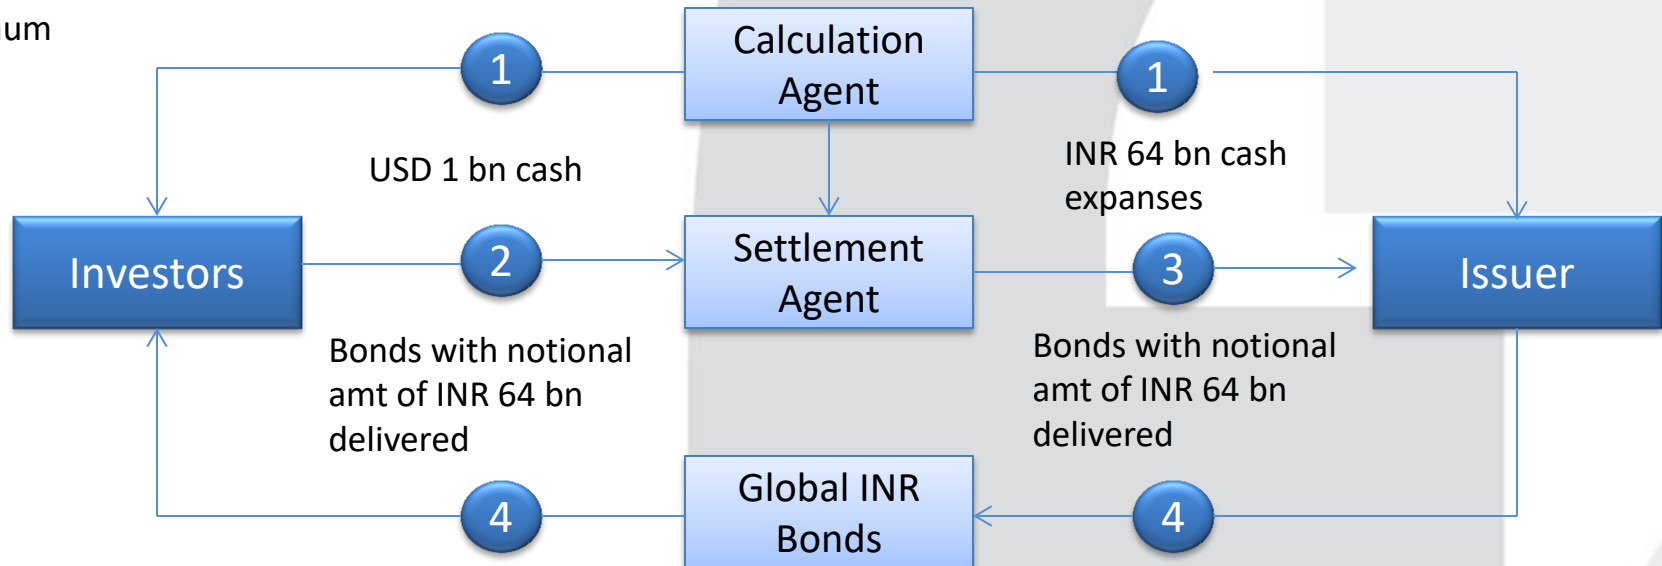 num
Calculation
Agent
1
1
USD 1 bn cash
INR 64 bn cash
expanses
Investors
2
Settlement
Agent
3
Issuer
Bonds with notional
amt of INR 64 bn
delivered
Bonds with notional
amt of INR 64 bn
delivered
4
Global INR
Bonds
4